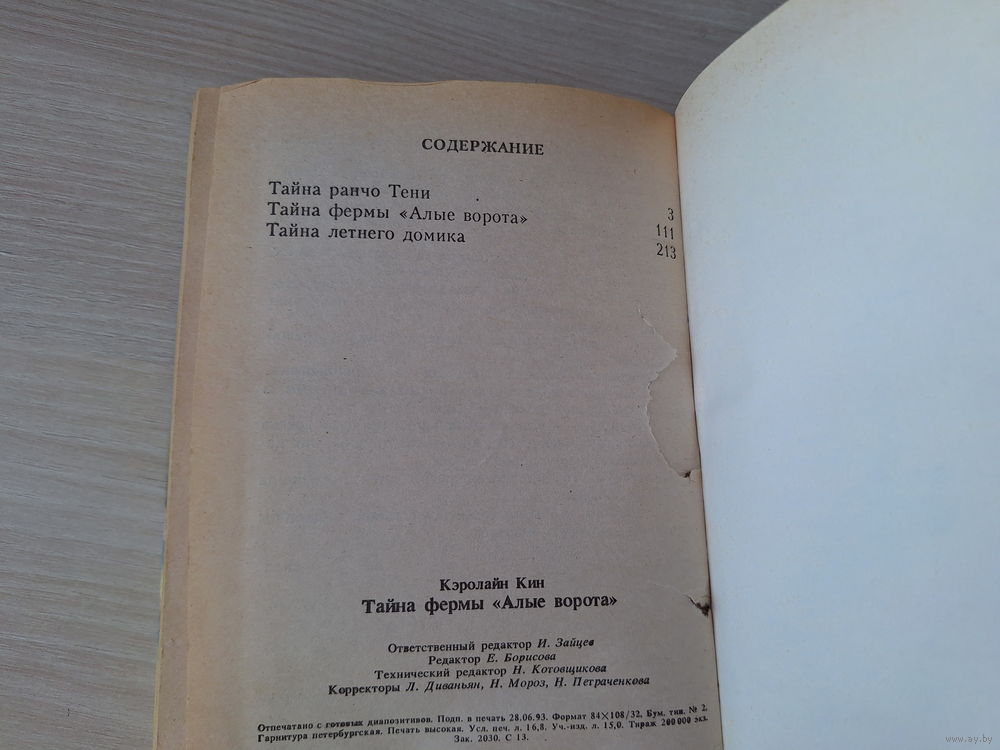 СОДЕРЖАНИЕ
Тайна ранчо Тени 3
Тайна фермы «Алые ворота» 111
Тайна летнего домика 213
Кэролайн Кин
Тайна фермы «Алые ворота»
Ответственный редактор И. Зайцев
Редактор Е. Борисова
Технический редактор Н. Котовщикова
Корректоры Л. Диваньян, Н. Мороз, Н. Петраченкова
Отпечатано с готовых диапозитивов. Подп. в печать 28.06.93. Формат 84×108/32. Бум. тип. № 2.
Гарнитура петербургская. Печать высокая. Усл. печ. л. 16,8. Уч.-изд. л. 15,0. Тираж 200 000 экз.
Зак. 2030. С 13.
www.ay.by